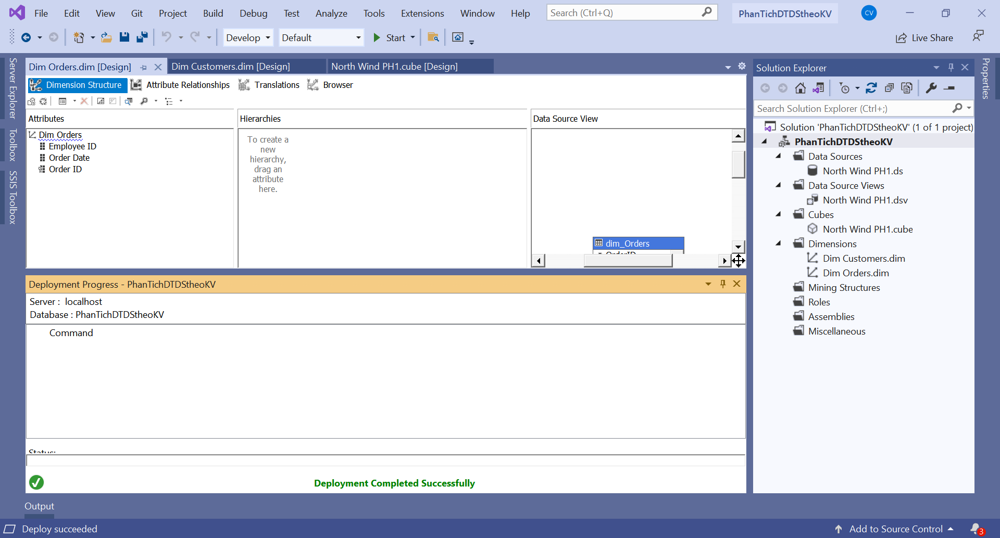 File Edit View Git Project Build Debug Test Analyze Tools Extensions Window Help Search (Ctrl+Q) PhanTichDTDStheoKV CV
Develop Default Start Live Share
Server Explorer
Toolbox
SSIS Toolbox
Dim Orders.dim [Design] Dim Customers.dim [Design] North Wind PH1.cube [Design]
Dimension Structure Attribute Relationships Translations Browser
Attributes
Dim Orders
Employee ID
Order Date
Order ID
Hierarchies
To create a
new
hierarchy,
drag an
attribute
here.
Data Source View
dim_Orders
OrderID
Deployment Progress - PhanTichDTDStheoKV
Server : localhost
Database : PhanTichDTDStheoKV
Command
Status:
Deployment Completed Successfully
Solution Explorer
Search Solution Explorer (Ctrl+;)
Solution 'PhanTichDTDStheoKV' (1 of 1 project)
PhanTichDTDStheoKV
Data Sources
North Wind PH1.ds
Data Source Views
North Wind PH1.dsv
Cubes
North Wind PH1.cube
Dimensions
Dim Customers.dim
Dim Orders.dim
Mining Structures
Roles
Assemblies
Miscellaneous
Properties
Output
Deploy succeeded Add to Source Control 3